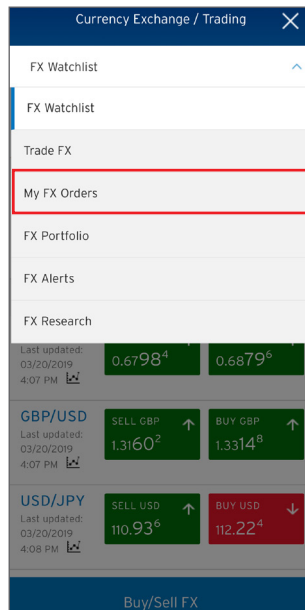 Currency Exchange / Trading
FX Watchlist
FX Watchlist
Trade FX
My FX Orders
FX Portfolio
FX Alerts
FX Research
Last updated:
03/20/2019
4:07 PM
0.6798⁴
0.6879⁶
GBP/USD
Last updated:
03/20/2019
4:07 PM
SELL GBP
1.3160²
BUY GBP
1.3314⁸
USD/JPY
Last updated:
03/20/2019
4:08 PM
SELL USD
110.93⁶
BUY USD
112.22⁴
Buy/Sell FX